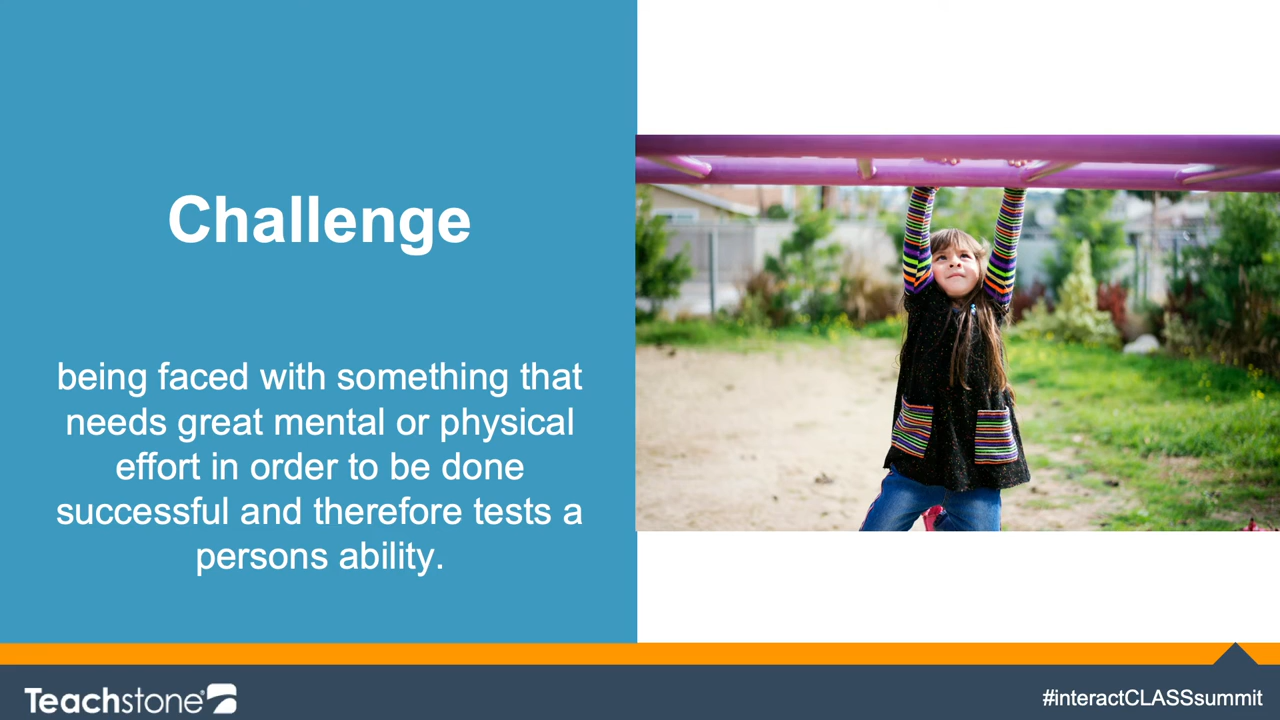 Challenge
being faced with something that
needs great mental or physical
effort in order to be done
successful and therefore tests a
persons ability.
Teachstone®
#interactCLASSsummit